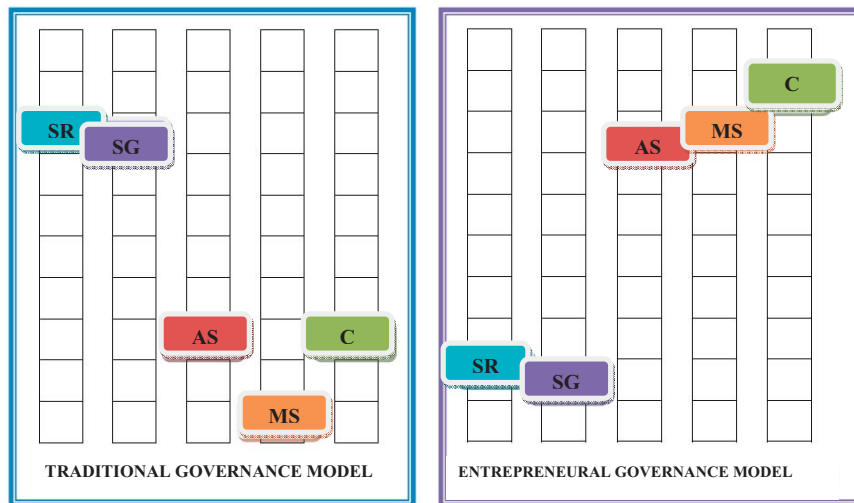 SR
SG
AS
C
MS
TRADITIONAL GOVERNANCE MODEL
C
MS
AS
SR
SG
ENTREPRENEURAL GOVERNANCE MODEL